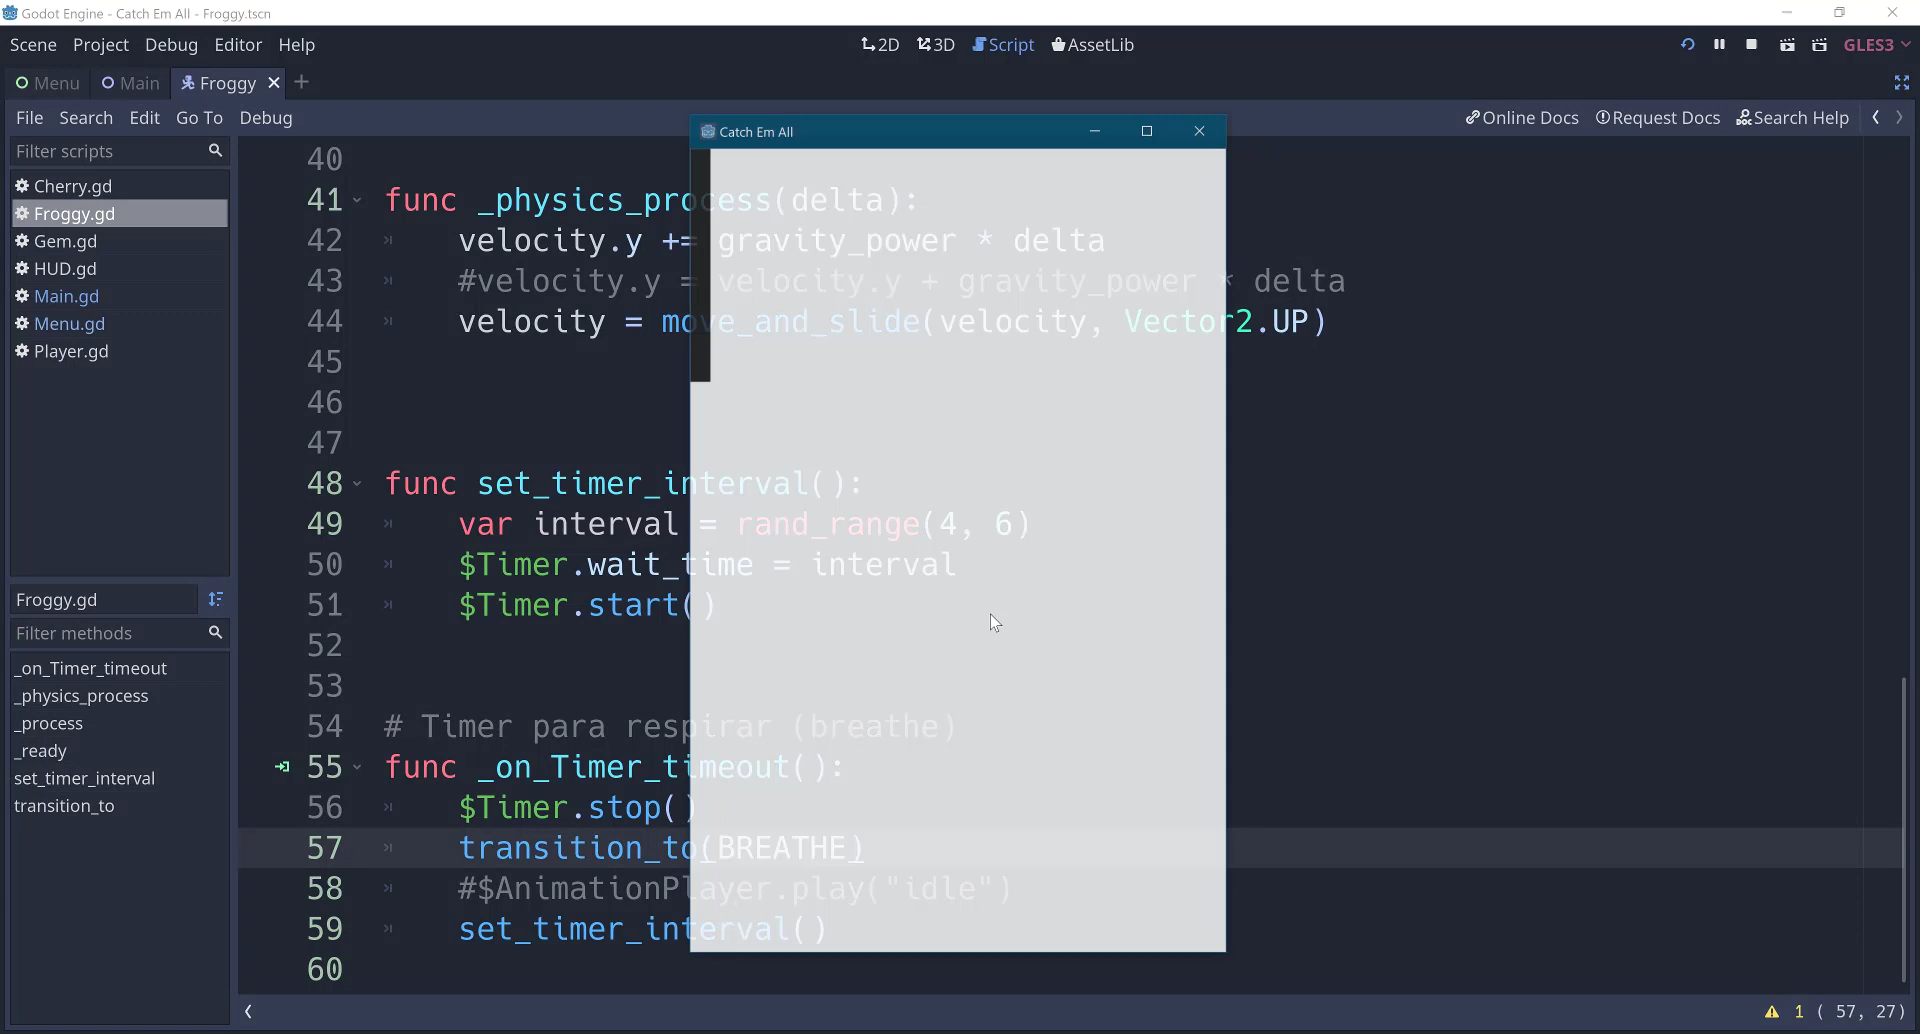 Godot Engine - Catch Em All - Froggy.tscn
Scene Project Debug Editor Help
2D 3D Script AssetLib
GLES3
Menu Main Froggy
File Search Edit Go To Debug
Online Docs Request Docs Search Help
Catch Em All
Filter scripts
Cherry.gd
Froggy.gd
Gem.gd
HUD.gd
Main.gd
Menu.gd
Player.gd
Froggy.gd
Filter methods
_on_Timer_timeout
_physics_process
_process
_ready
set_timer_interval
transition_to
40
41 func _physics_process(delta):
42 velocity.y += gravity_power * delta
43 #velocity.y = velocity.y + gravity_power * delta
44 velocity = move_and_slide(velocity, Vector2.UP)
45
46
47
48 func set_timer_interval():
49 var interval = rand_range(4, 6)
50 $Timer.wait_time = interval
51 $Timer.start()
52
53
54 # Timer para respirar (breathe)
55 func _on_Timer_timeout():
56 $Timer.stop()
57 transition_to(BREATHE)
58 #$AnimationPlayer.play("idle")
59 set_timer_interval()
60
1 ( 57, 27)